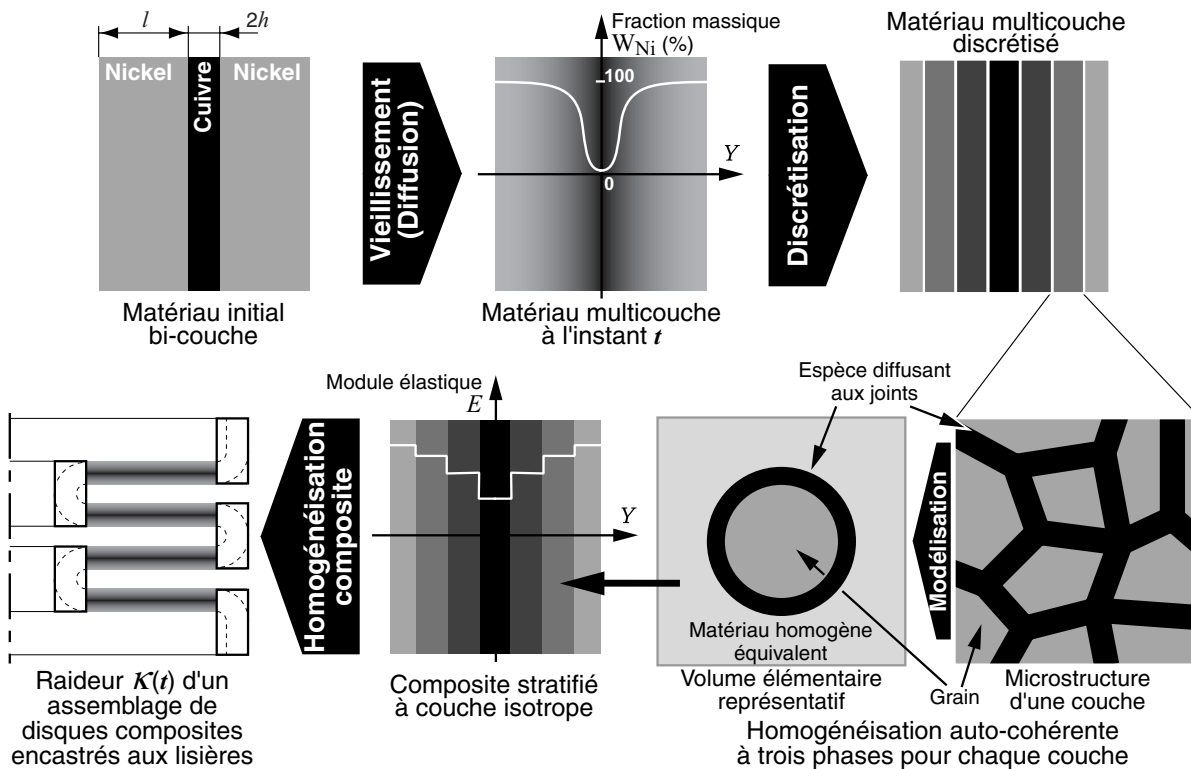 l
2h
Nickel
Cuivre
Nickel
Matériau initial
bi-couche
Vieillissement
(Diffusion)
Fraction massique
WNi (%)
100
0
Y
Matériau multicouche
à l'instant t
Discrétisation
Matériau multicouche
discrétisé
Espèce diffusant
aux joints
Modélisation
Grain
Microstructure
d'une couche
Matériau homogène
équivalent
Volume élémentaire
représentatif
Homogénéisation auto-cohérente
à trois phases pour chaque couche
Module élastique
E
Y
Composite stratifié
à couche isotrope
Homogénéisation
composite
Raideur K(t) d'un
assemblage de
disques composites
encastrés aux lisières